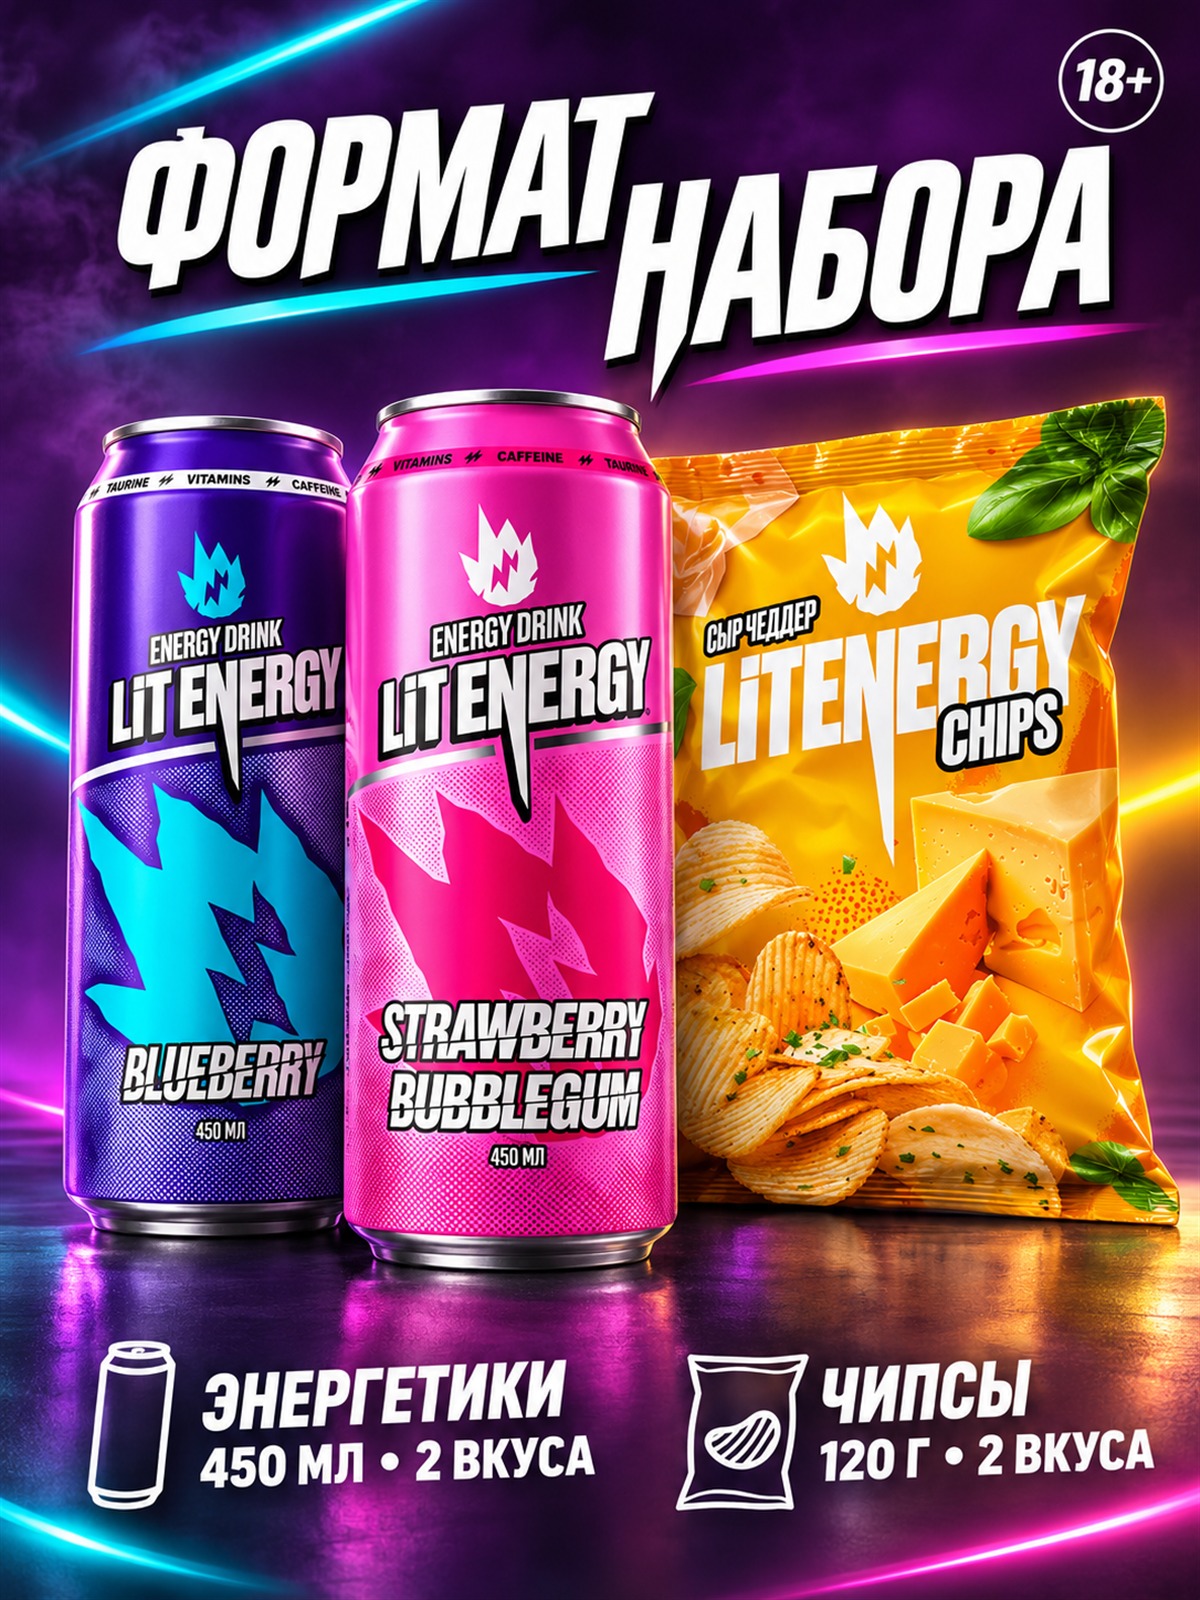 18+
ФОРМАТ
НАБОРА
TAURINE VITAMINS CAFFEINE
ENERGY DRINK
LIT ENERGY
BLUEBERRY
450 МЛ
VITAMINS CAFFEINE TAURINE
ENERGY DRINK
LIT ENERGY
STRAWBERRY
BUBBLEGUM
450 МЛ
СЫР ЧЕДДЕР
LITENERGY
CHIPS
ЭНЕРГЕТИКИ
450 МЛ • 2 ВКУСА
ЧИПСЫ
120 Г • 2 ВКУСА